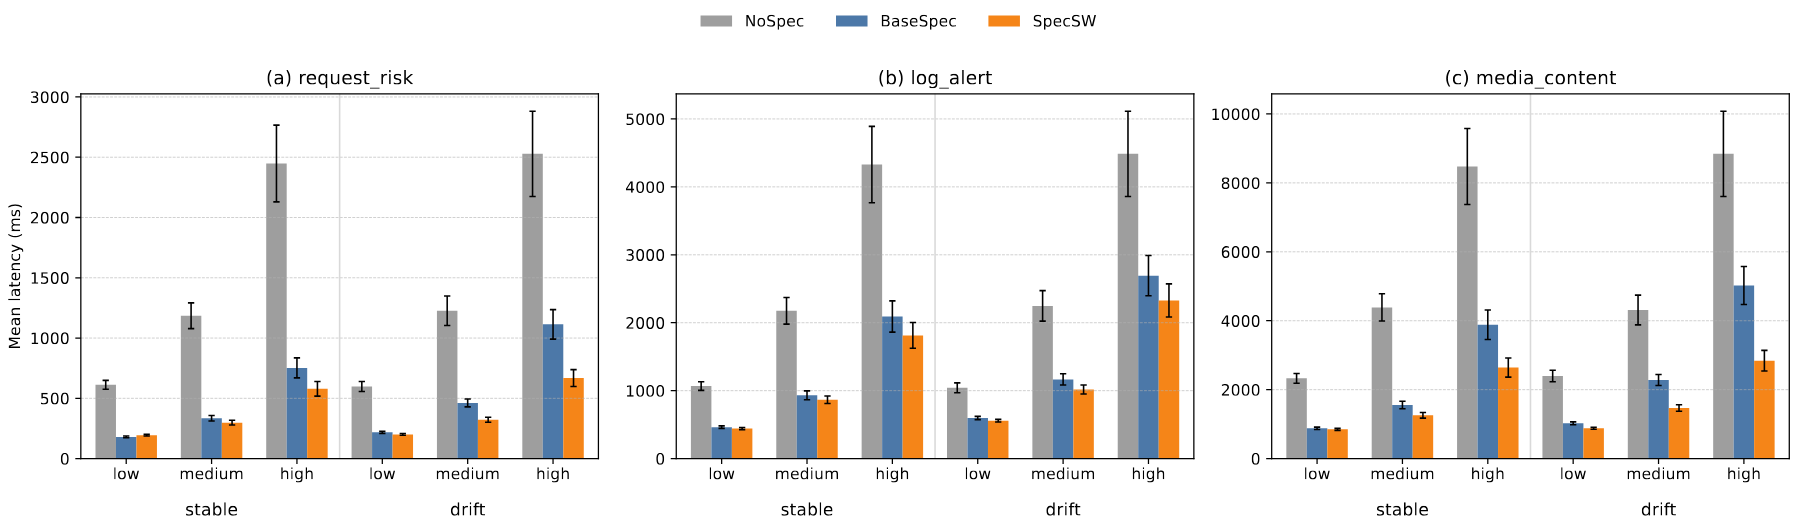 NoSpec BaseSpec SpecSW
(a) request_risk
Mean latency (ms)
3000
2500
2000
1500
1000
500
0
low medium high low medium high
stable drift
(b) log_alert
5000
4000
3000
2000
1000
0
low medium high low medium high
stable drift
(c) media_content
10000
8000
6000
4000
2000
0
low medium high low medium high
stable drift